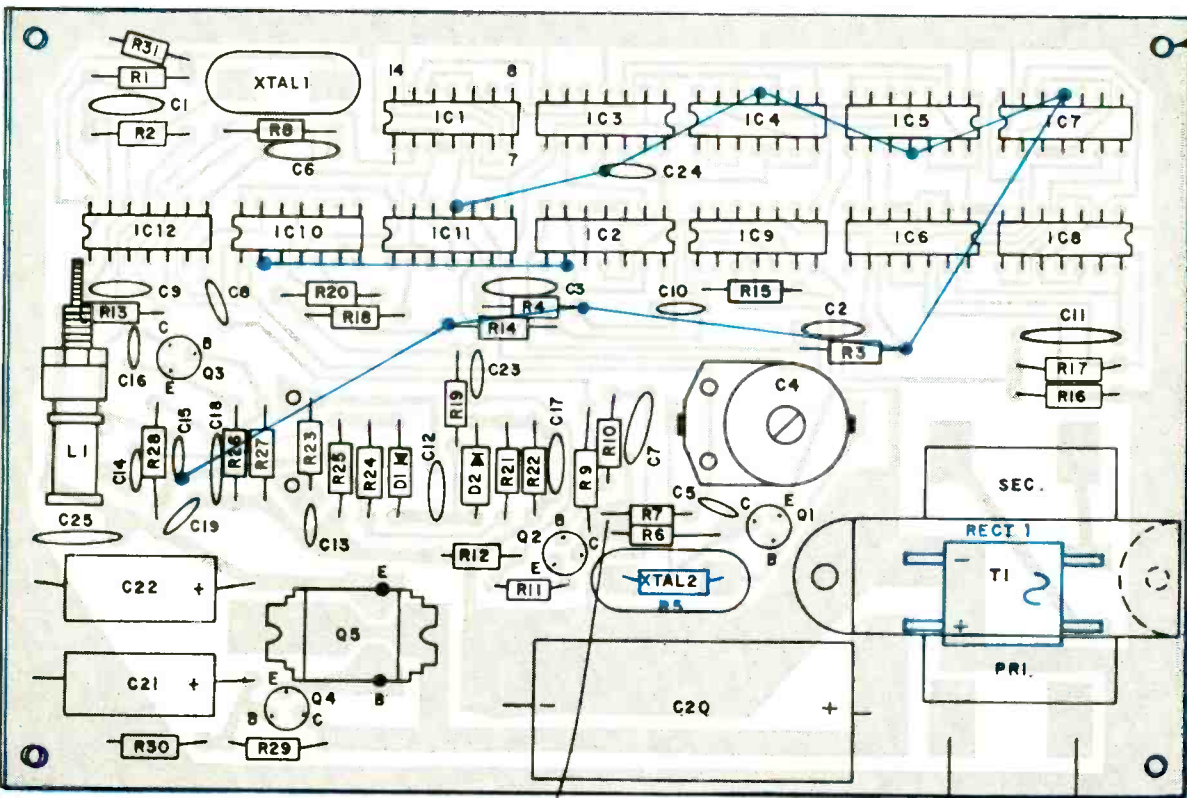 R31
R1
C1
R2
XTAL1
R8
C6
14 8
IC1
1 7
IC3
IC4
IC5
IC7
C24
IC12
IC10
IC11
IC2
IC9
IC6
IC8
C9
C8
R20
R18
C3
R4
R14
C10
R15
C2
R3
C11
R17
R16
R13
C
B
E
Q3
C16
L1
C14
R28
C15
C18
R26
R27
R23
R25
R24
D1
C12
R19
C23
D2
R21
R22
C17
R9
R10
C7
C4
C5
C
E
Q1
B
R7
R6
C25
C19
C13
R12
Q2
B
C
E
R11
XTAL2
R5
SEC.
RECT 1
T1
-
+
PRI.
C22 +
C21 +
E
Q5
B
E
Q4
B
C
R30
R29
- C20 +